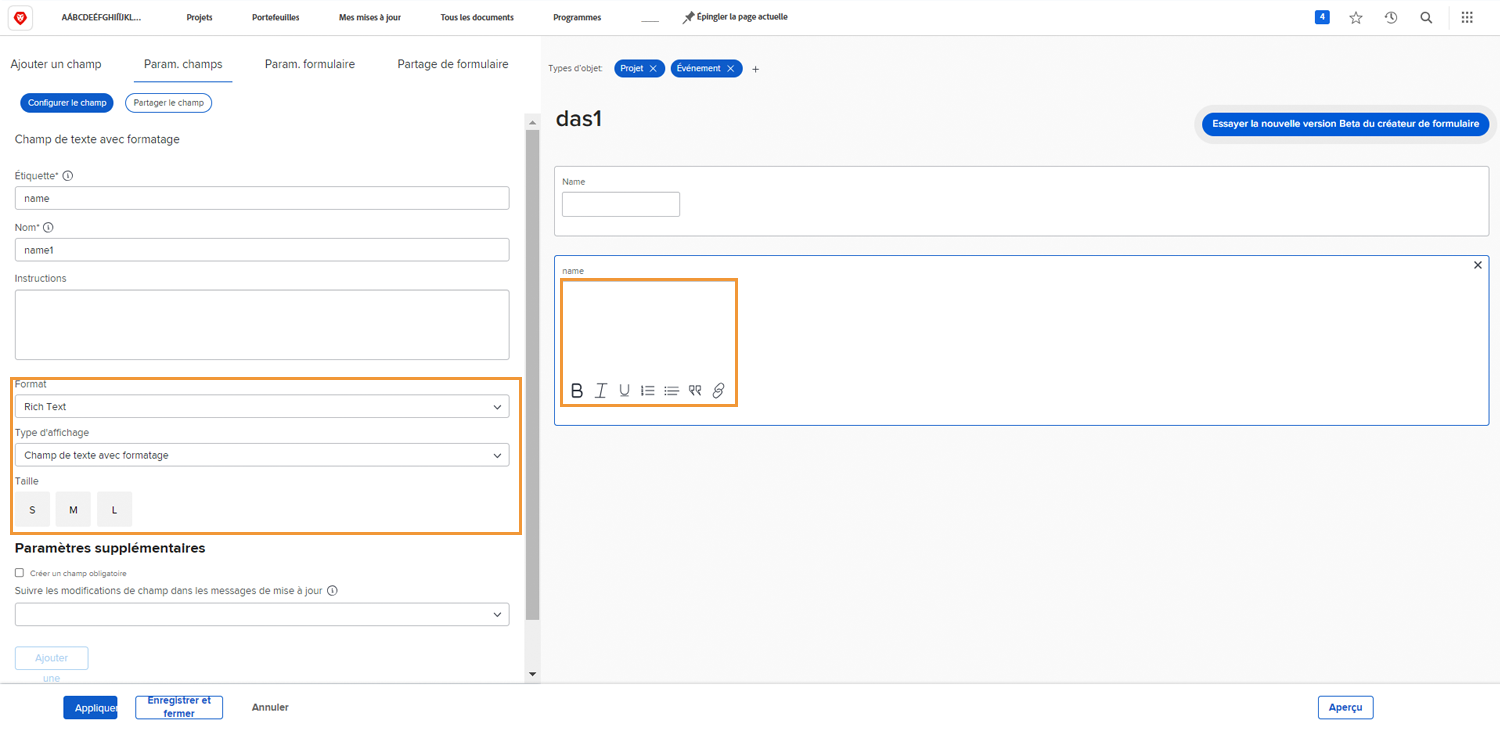 AÁBCDEÉFGHIÍÏJKL...
Projets
Portefeuilles
Mes mises à jour
Tous les documents
Programmes
Épingler la page actuelle
4
Ajouter un champ
Param. champs
Param. formulaire
Partage de formulaire
Configurer le champ
Partager le champ
Champ de texte avec formatage
Étiquette*
name
Nom*
name1
Instructions
Format
Rich Text
Type d'affichage
Champ de texte avec formatage
Taille
S M L
Paramètres supplémentaires
Créer un champ obligatoire
Suivre les modifications de champ dans les messages de mise à jour
Ajouter
une
Types d'objet:
Projet
Événement
das1
Essayer la nouvelle version Beta du créateur de formulaire
Name
name
B I U
Appliquer
Enregistrer et
fermer
Annuler
Aperçu